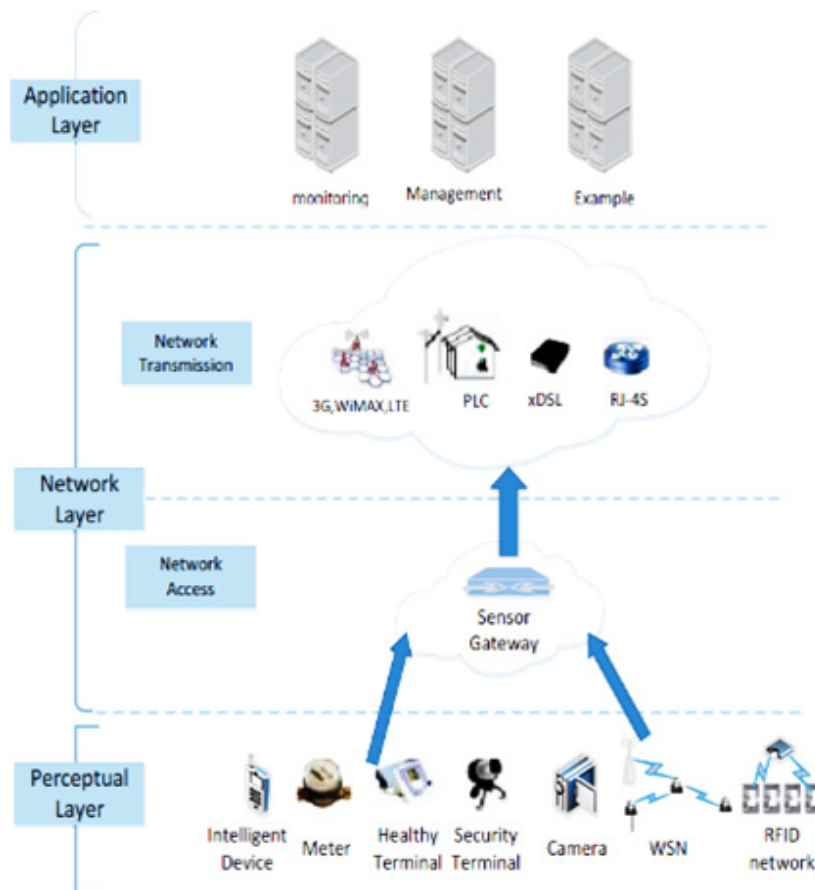 Application
Layer
monitoring
Management
Example
Network
Transmission
3G,WiMAX,LTE
PLC
xDSL
RJ-4S
Network
Layer
Network
Access
Sensor
Gateway
Perceptual
Layer
Intelligent
Device
Meter
Healthy
Terminal
Security
Terminal
Camera
WSN
RFID
network